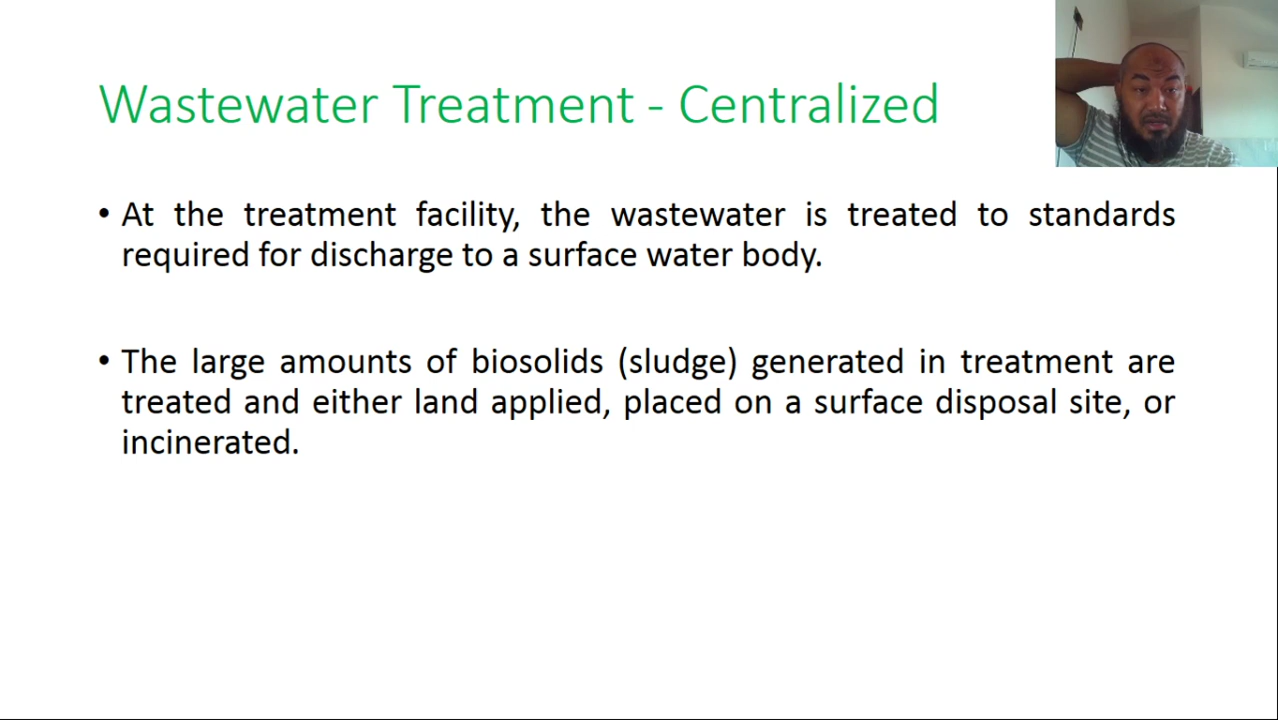 Wastewater Treatment - Centralized
• At the treatment facility, the wastewater is treated to standards
required for discharge to a surface water body.
• The large amounts of biosolids (sludge) generated in treatment are
treated and either land applied, placed on a surface disposal site, or
incinerated.